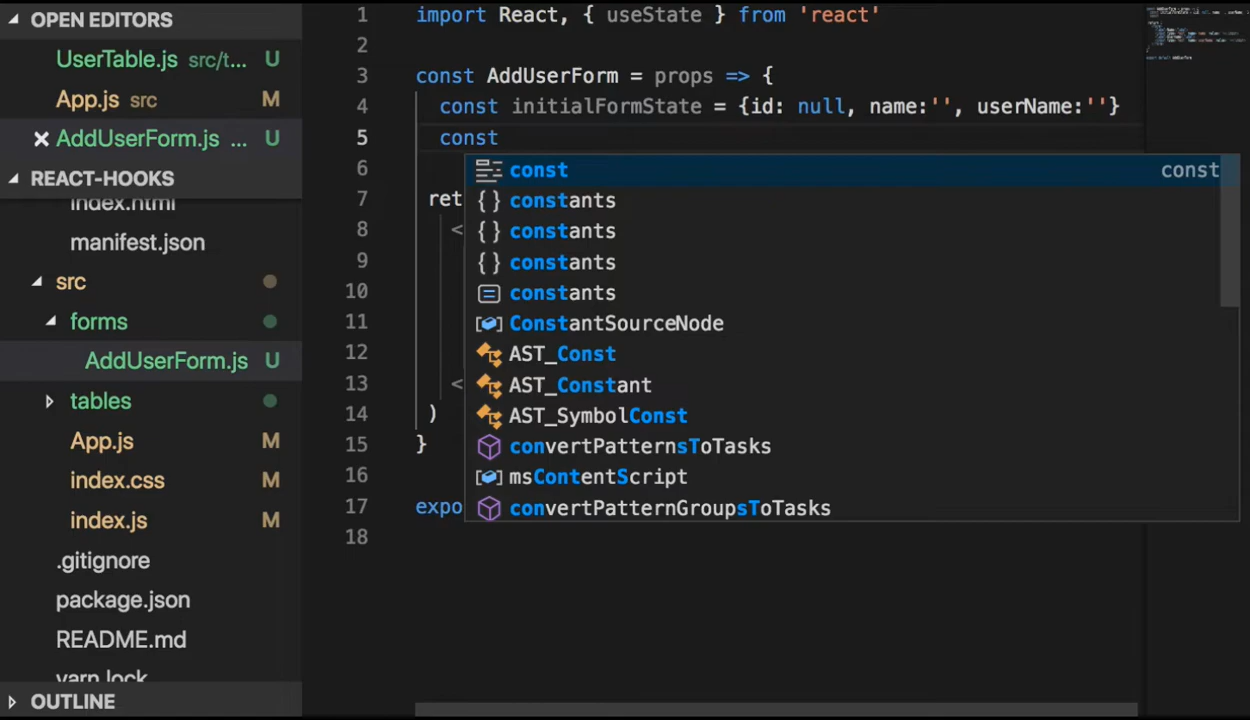 OPEN EDITORS
UserTable.js src/t... U
App.js src M
AddUserForm.js ... U
REACT-HOOKS
index.html
manifest.json
src
forms
AddUserForm.js U
tables
App.js M
index.css M
index.js M
.gitignore
package.json
README.md
yarn.lock
OUTLINE
1 import React, { useState } from 'react'
2
3 const AddUserForm = props => {
4 const initialFormState = {id: null, name:'', userName:''}
5 const
6
7 ret
8 <
9
10
11
12
13 <
14 )
15 }
16
17 expo
18
const const
constants
constants
constants
constants
ConstantSourceNode
AST_Const
AST_Constant
AST_SymbolConst
convertPatternsToTasks
msContentScript
convertPatternGroupsToTasks